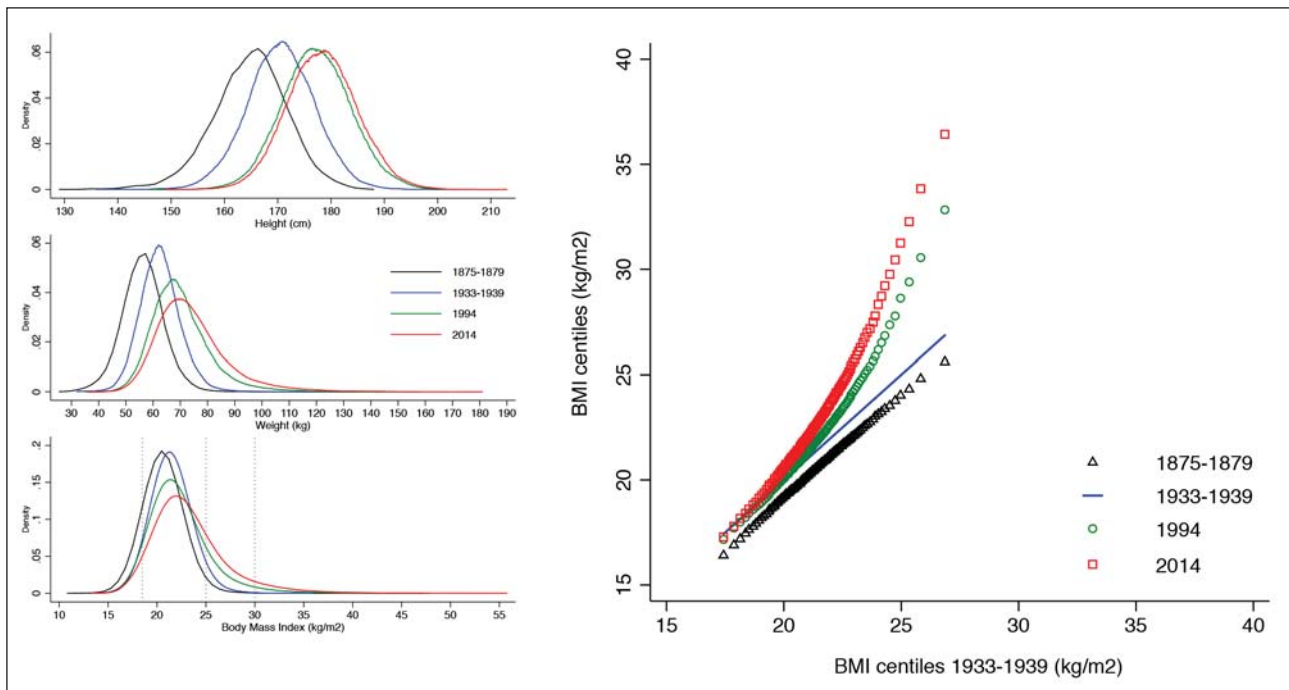 .06
.04
.02
0
Density
130 140 150 160 170 180 190 200 210
Height (cm)
.06
.04
.02
0
Density
1875-1879
1933-1939
1994
2014
30 40 50 60 70 80 90 100 110 120 130 140 150 160 170 180 190
Weight (kg)
.2
.15
.1
.05
0
Density
10 15 20 25 30 35 40 45 50 55
Body Mass Index (kg/m2)
40
35
30
25
20
15
BMI centiles (kg/m2)
1875-1879
1933-1939
1994
2014
15 20 25 30 35 40
BMI centiles 1933-1939 (kg/m2)